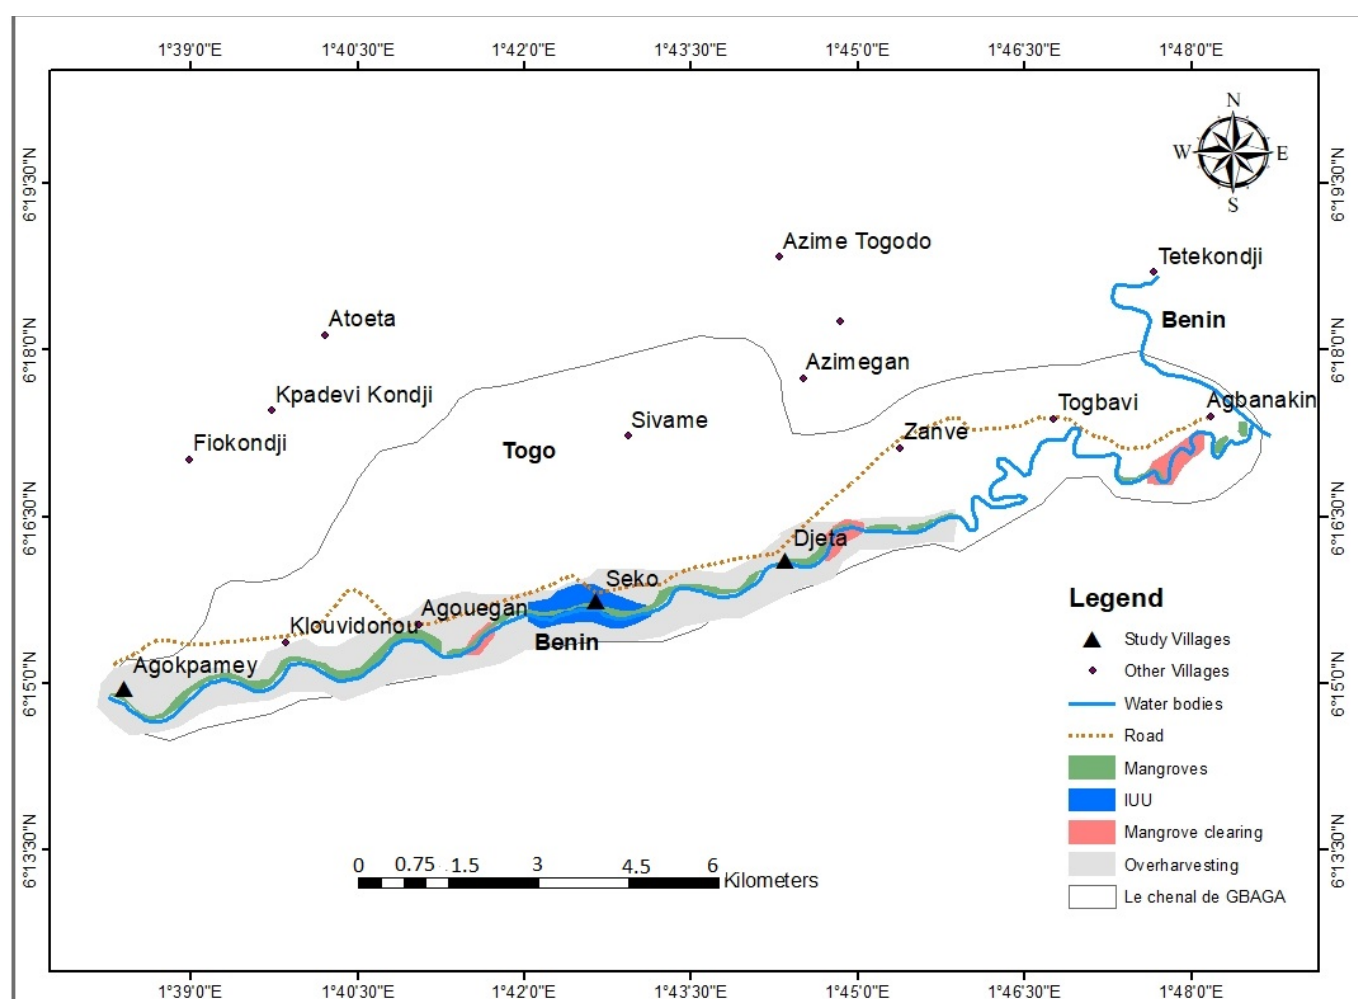 1°39'0"E 1°40'30"E 1°42'0"E 1°43'30"E 1°45'0"E 1°46'30"E 1°48'0"E
N
W E
S
6°19'30"N 6°19'30"N
Azime Togodo
Tetekondji
Atoeta
Benin
6°18'0"N 6°18'0"N
Azimegan
Kpadevi Kondji
Togbavi
Agbanakin
Sivame
Zanve
Fiokondji
Togo
6°16'30"N 6°16'30"N
Djeta
Seko
Agouegan
Klouvidonou
Benin
Agokpamey
6°15'0"N 6°15'0"N
Legend
Study Villages
Other Villages
Water bodies
Road
Mangroves
IUU
Mangrove clearing
Overharvesting
Le chenal de GBAGA
6°13'30"N 6°13'30"N
0 0.75 1.5 3 4.5 6
Kilometers
1°39'0"E 1°40'30"E 1°42'0"E 1°43'30"E 1°45'0"E 1°46'30"E 1°48'0"E